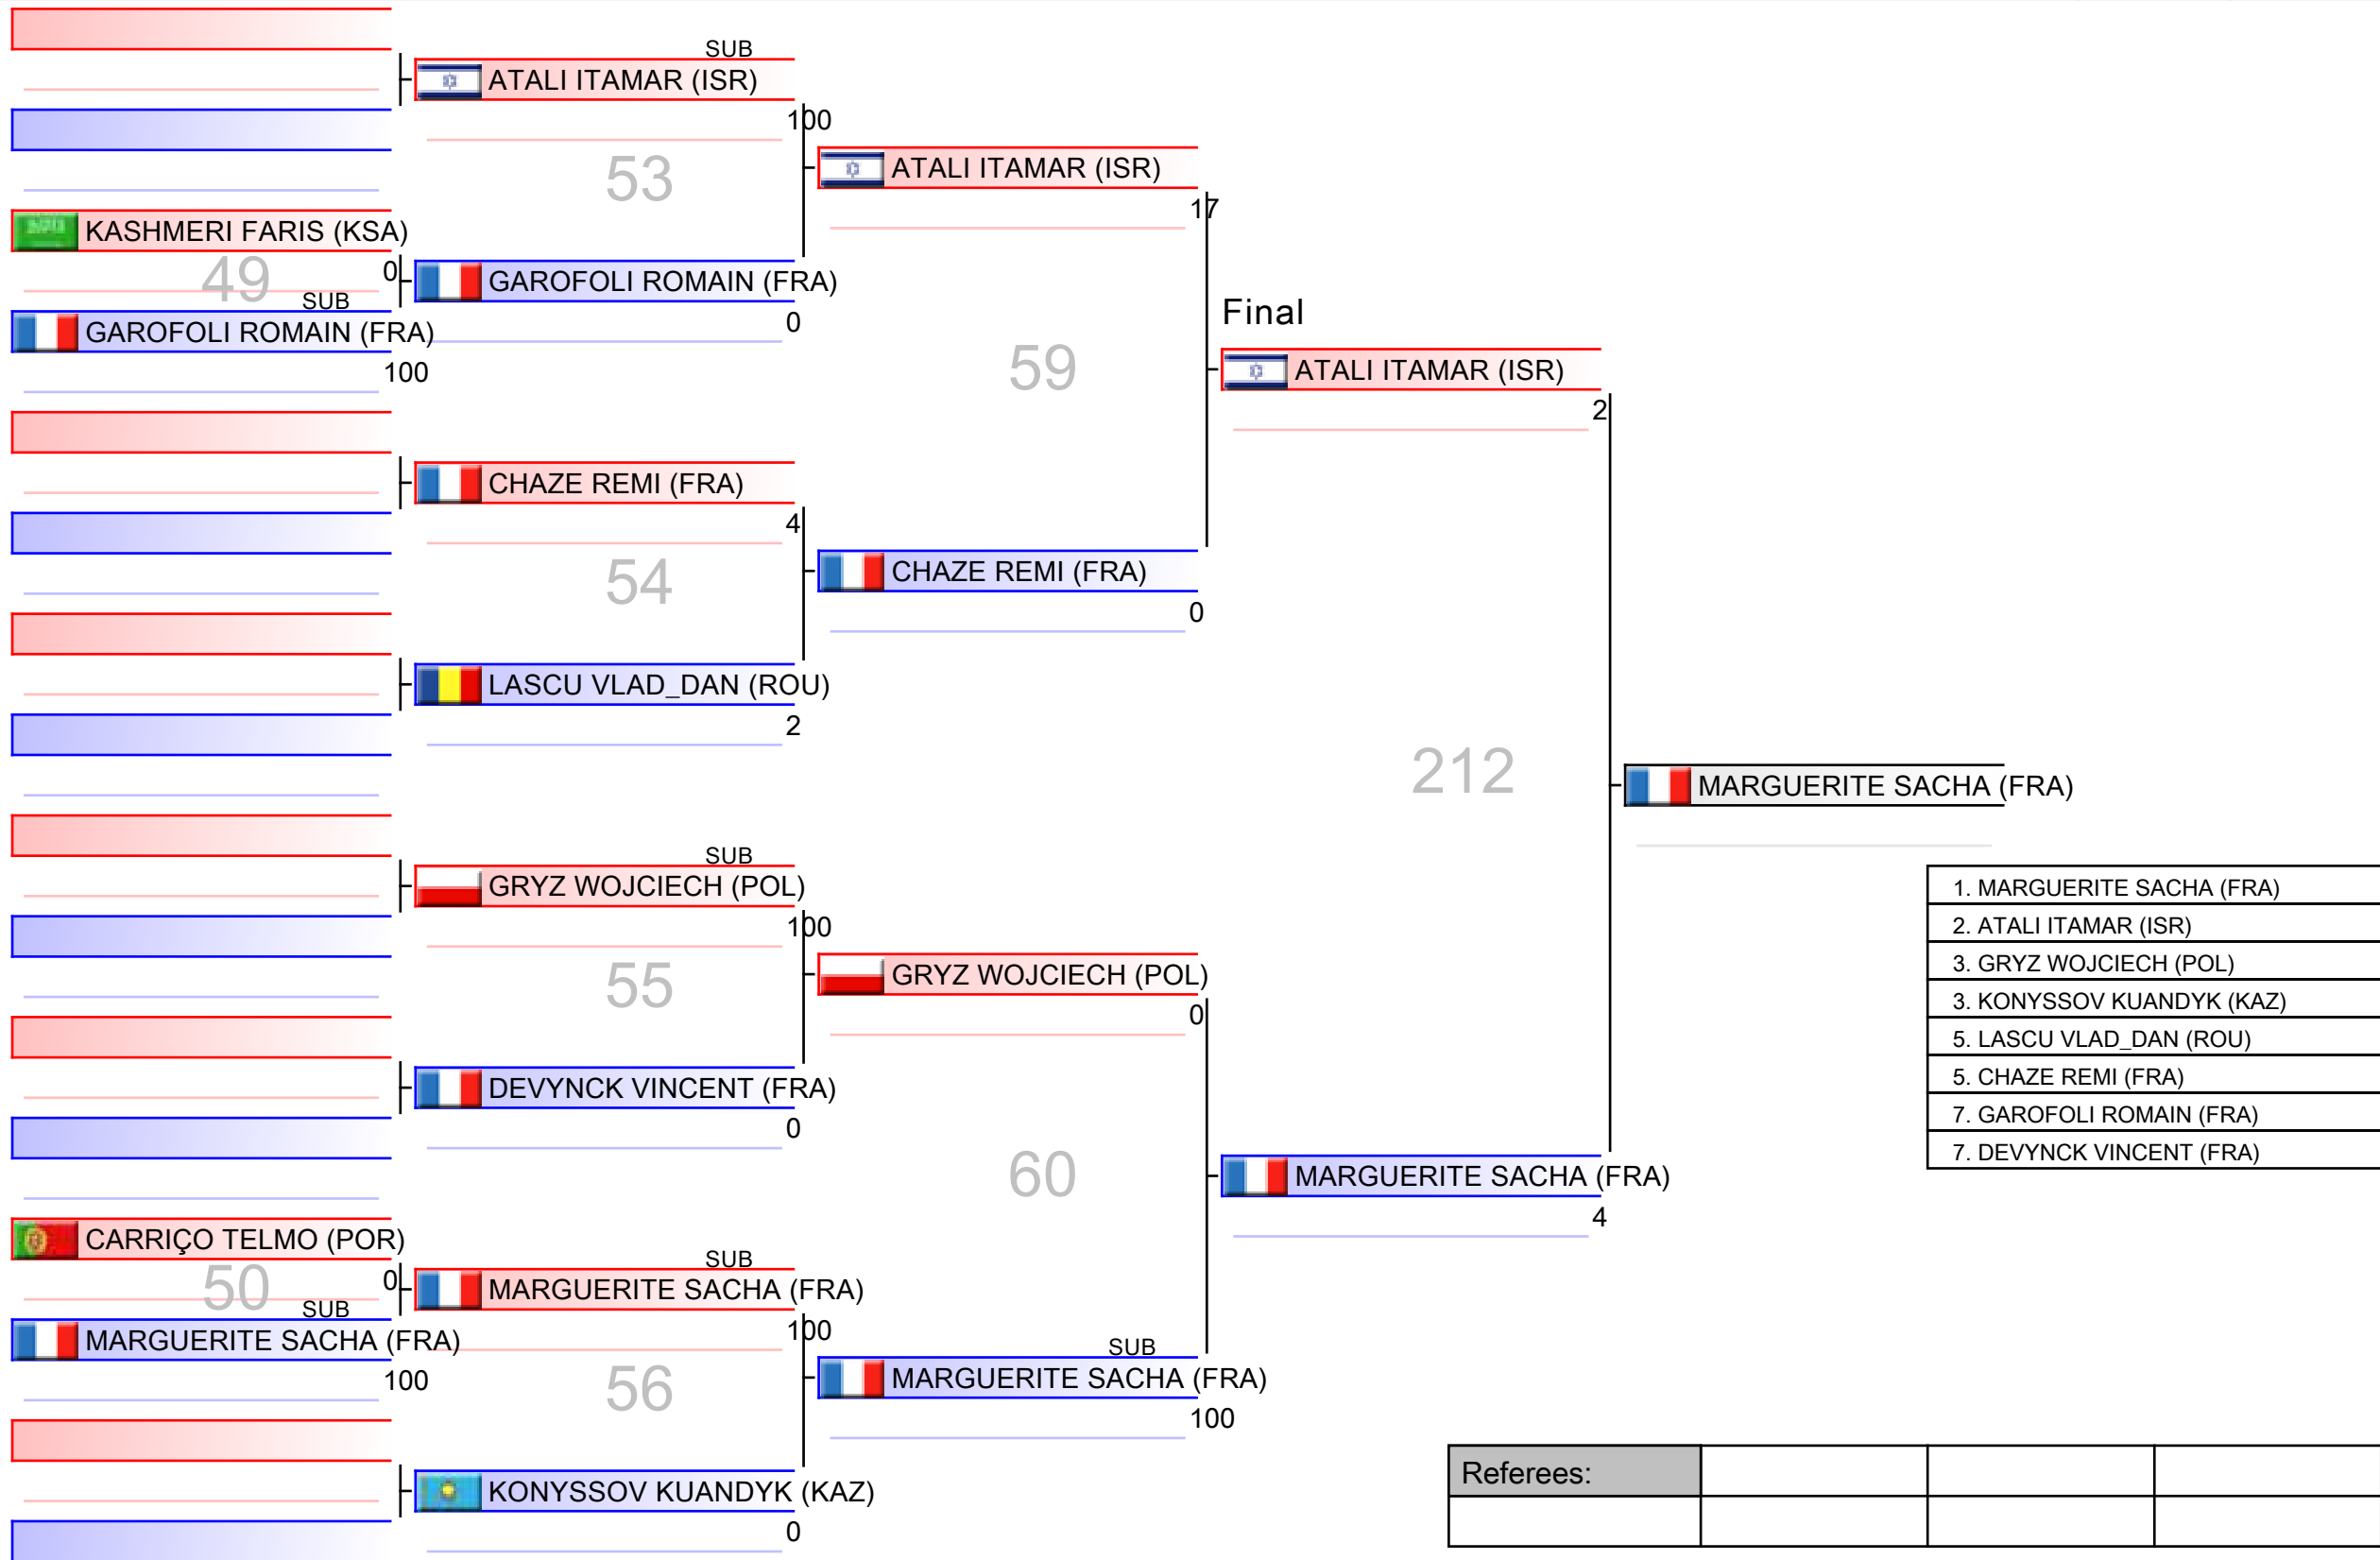 SUB
ATALI ITAMAR (ISR)
100
53
ATALI ITAMAR (ISR)
17
KASHMERI FARIS (KSA)
0
49
SUB
GAROFOLI ROMAIN (FRA)
100
GAROFOLI ROMAIN (FRA)
0
59
Final
ATALI ITAMAR (ISR)
2
CHAZE REMI (FRA)
4
54
CHAZE REMI (FRA)
0
LASCU VLAD_DAN (ROU)
2
212
MARGUERITE SACHA (FRA)
SUB
GRYZ WOJCIECH (POL)
100
55
GRYZ WOJCIECH (POL)
0
DEVYNCK VINCENT (FRA)
0
60
MARGUERITE SACHA (FRA)
4
1. MARGUERITE SACHA (FRA)
2. ATALI ITAMAR (ISR)
3. GRYZ WOJCIECH (POL)
3. KONYSSOV KUANDYK (KAZ)
5. LASCU VLAD_DAN (ROU)
5. CHAZE REMI (FRA)
7. GAROFOLI ROMAIN (FRA)
7. DEVYNCK VINCENT (FRA)
CARRIÇO TELMO (POR)
0
50
SUB
MARGUERITE SACHA (FRA)
100
SUB
MARGUERITE SACHA (FRA)
100
56
SUB
MARGUERITE SACHA (FRA)
100
KONYSSOV KUANDYK (KAZ)
0
Referees: